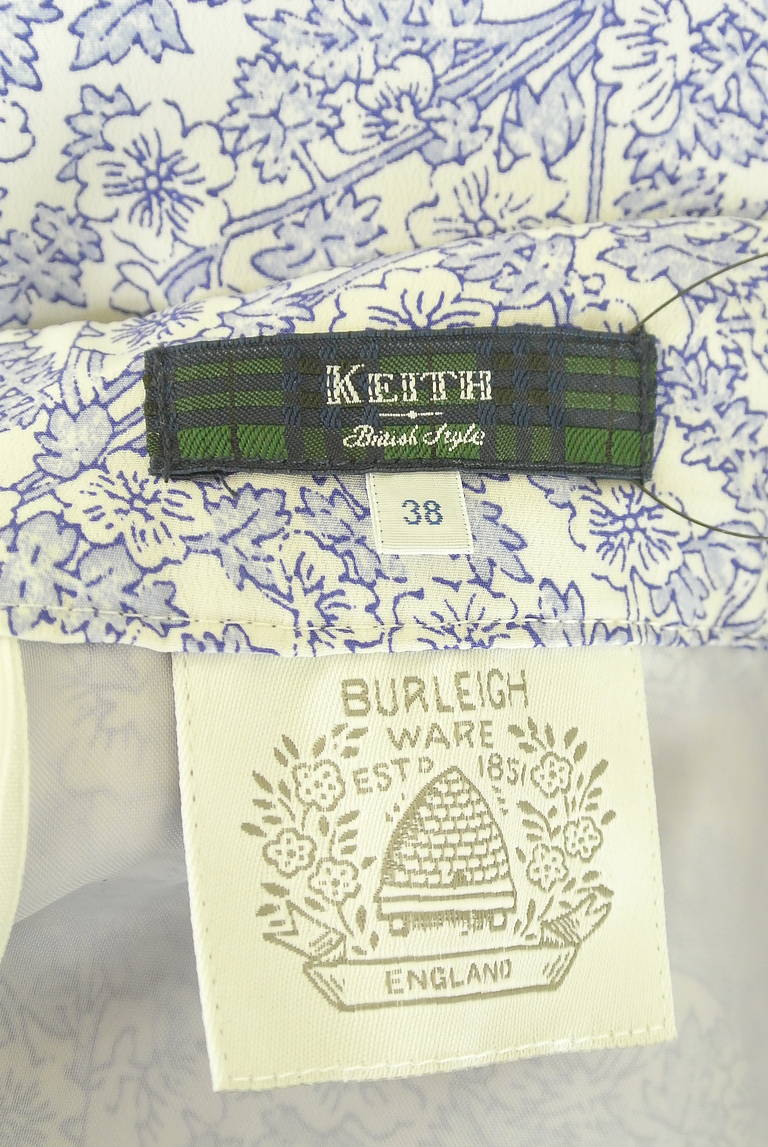 KEITH
British Style
38
BURLEIGH
WARE
ESTD 1851
ENGLAND